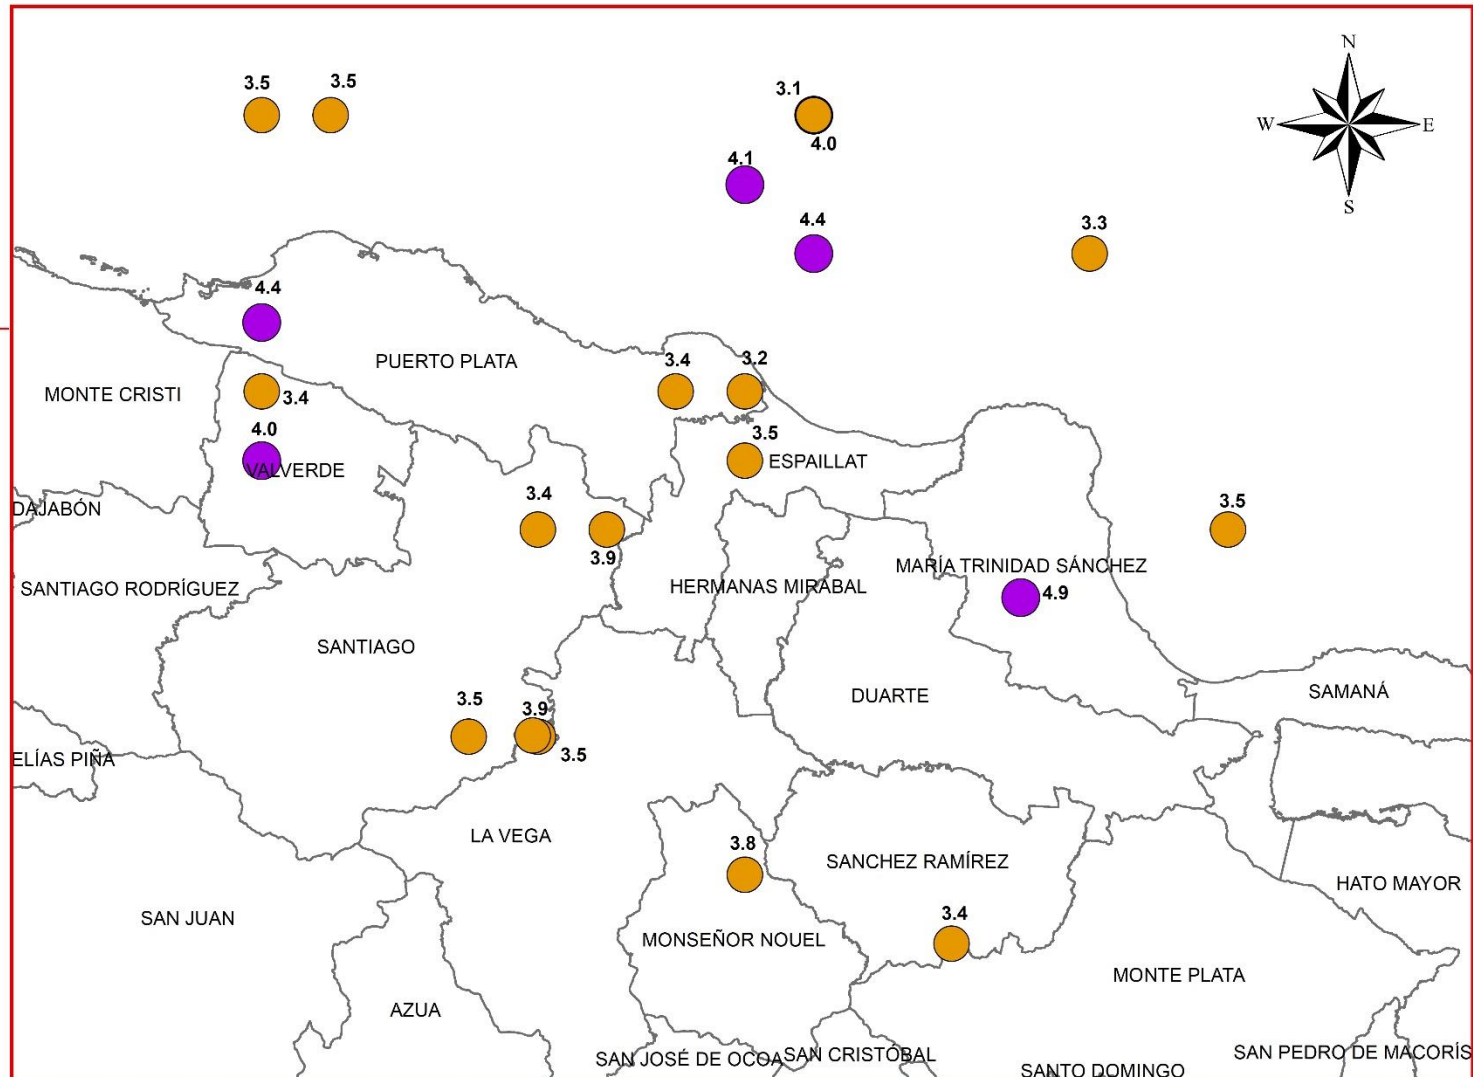 N
W E
S
3.5 3.5 3.1
4.0
4.1
4.4 3.3
4.4
PUERTO PLATA
3.4 3.2
MONTE CRISTI 3.4
4.0 3.5
VALVERDE ESPAILLAT
DAJABÓN 3.4 3.5
3.9
MARÍA TRINIDAD SÁNCHEZ
SANTIAGO RODRÍGUEZ HERMANAS MIRABAL 4.9
SANTIAGO
DUARTE SAMANÁ
3.5 3.9
3.5
ELÍAS PIÑA
LA VEGA
3.8
SANCHEZ RAMÍREZ
HATO MAYOR
SAN JUAN 3.4
MONSEÑOR NOUEL
MONTE PLATA
AZUA
SAN JOSÉ DE OCOA SAN CRISTÓBAL SAN PEDRO DE MACORÍS
SANTO DOMINGO